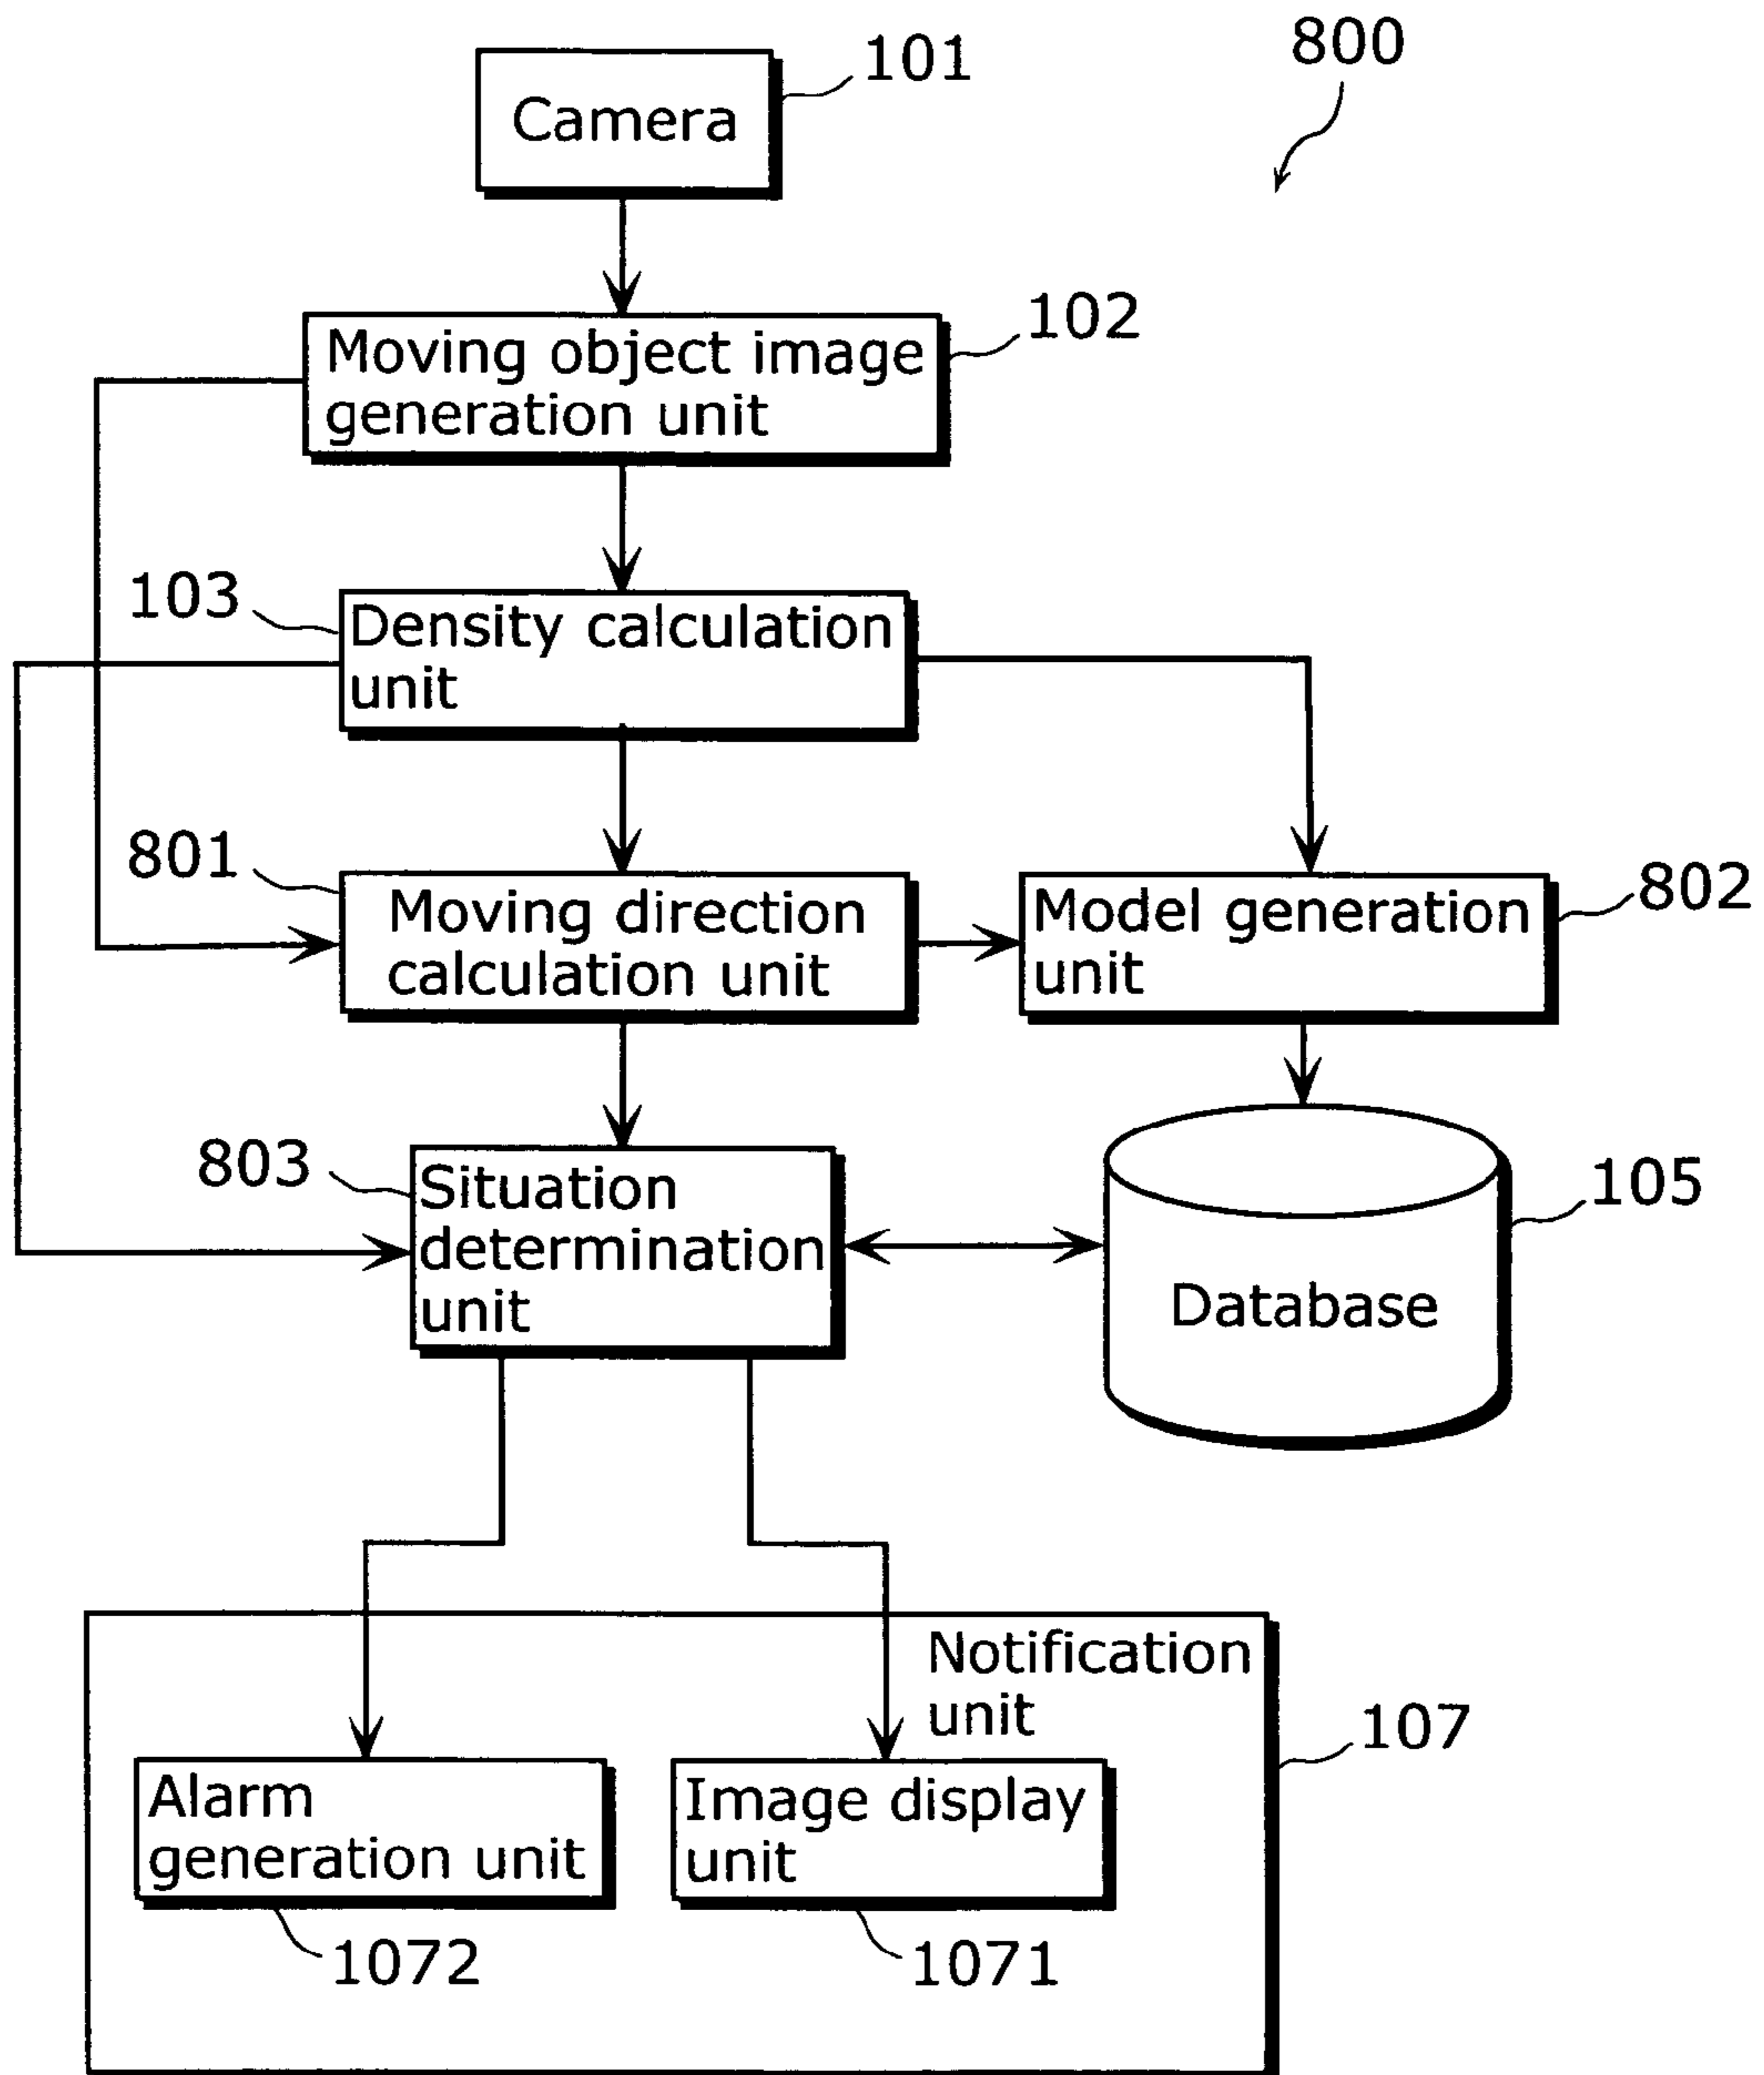 800
101
Camera
102
Moving object image
generation unit
103
Density calculation
unit
801
Moving direction
calculation unit
802
Model generation
unit
803
Situation
determination
unit
105
Database
Notification
unit
107
Alarm
generation unit
1072
Image display
unit
1071